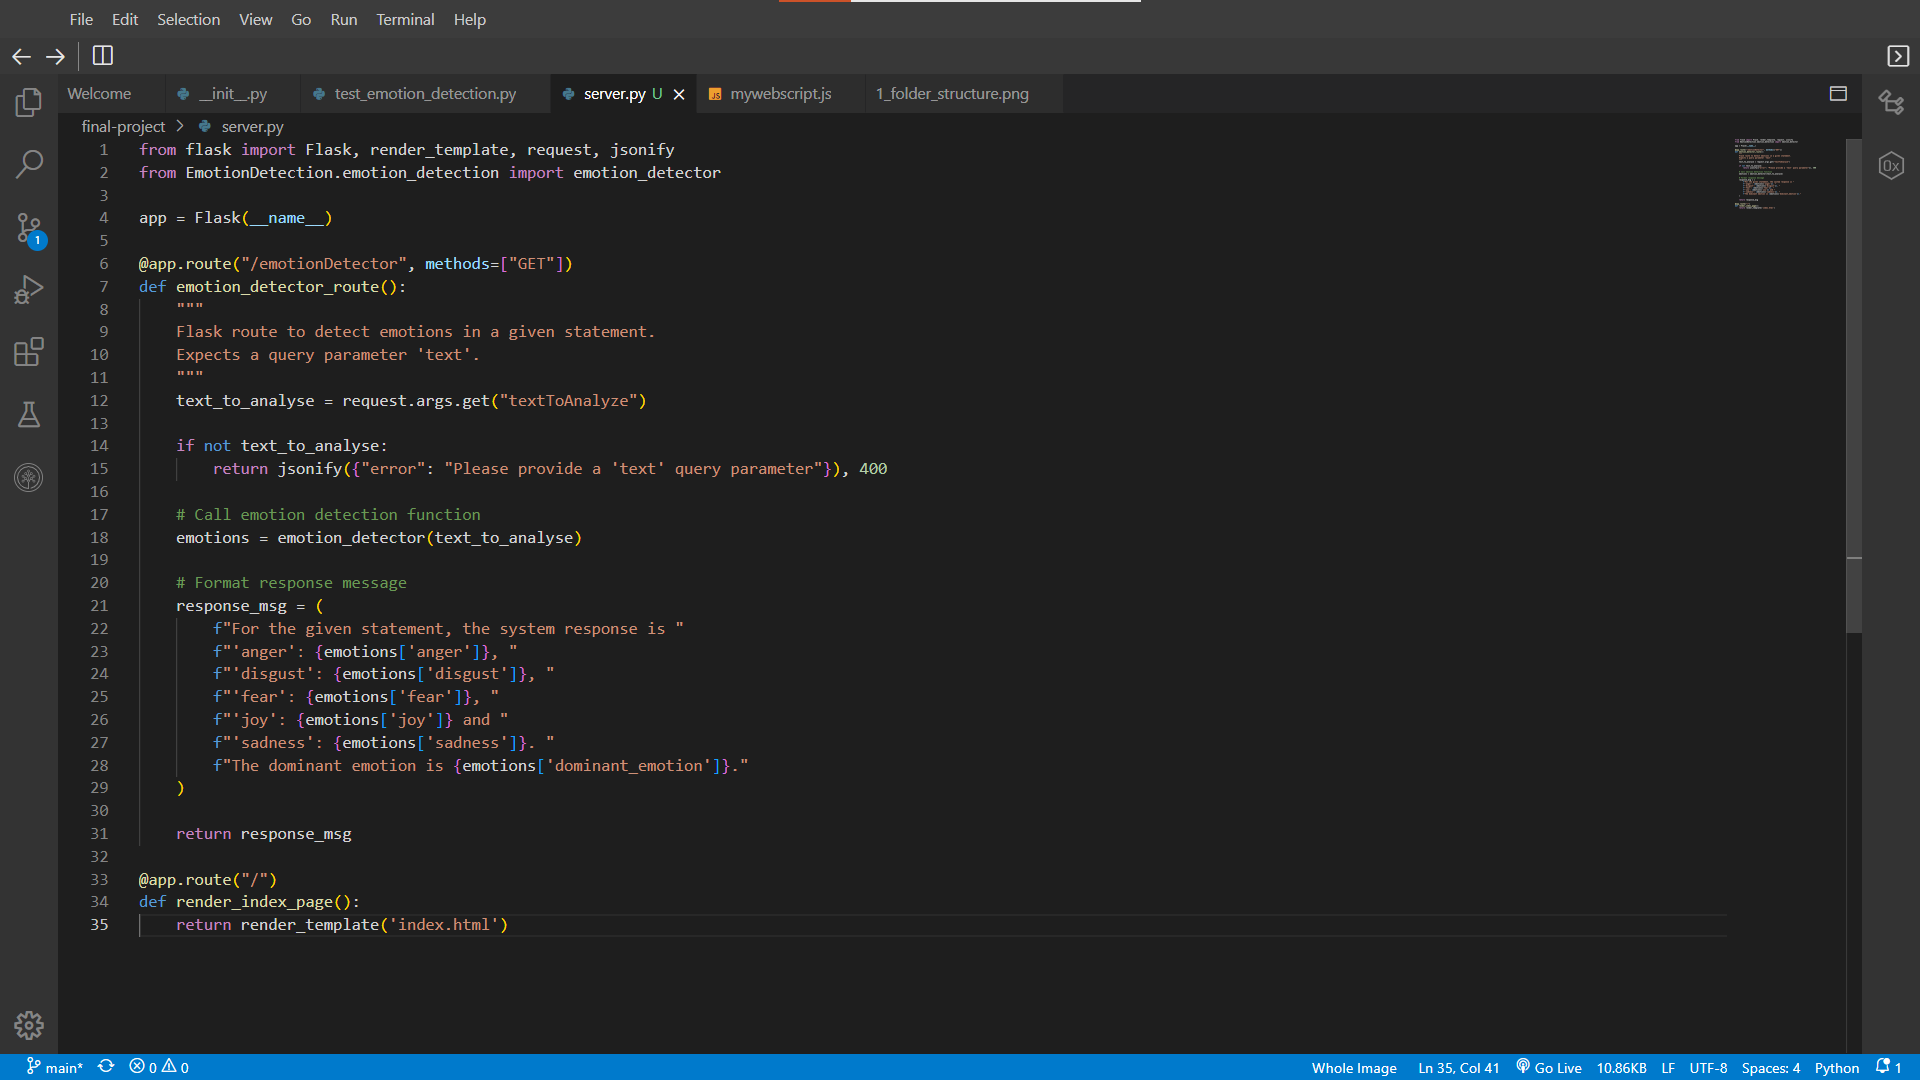 File Edit Selection View Go Run Terminal Help
Welcome __init__.py test_emotion_detection.py server.py U mywebscript.js 1_folder_structure.png
final-project > server.py
1 from flask import Flask, render_template, request, jsonify
2 from EmotionDetection.emotion_detection import emotion_detector
3
4 app = Flask(__name__)
5
6 @app.route("/emotionDetector", methods=["GET"])
7 def emotion_detector_route():
8     """
9     Flask route to detect emotions in a given statement.
10     Expects a query parameter 'text'.
11     """
12     text_to_analyse = request.args.get("textToAnalyze")
13
14     if not text_to_analyse:
15         return jsonify({"error": "Please provide a 'text' query parameter"}), 400
16
17     # Call emotion detection function
18     emotions = emotion_detector(text_to_analyse)
19
20     # Format response message
21     response_msg = (
22         f"For the given statement, the system response is "
23         f"'anger': {emotions['anger']}, "
24         f"'disgust': {emotions['disgust']}, "
25         f"'fear': {emotions['fear']}, "
26         f"'joy': {emotions['joy']} and "
27         f"'sadness': {emotions['sadness']}. "
28         f"The dominant emotion is {emotions['dominant_emotion']}."
29     )
30
31     return response_msg
32
33 @app.route("/")
34 def render_index_page():
35     return render_template('index.html')
1
0x
main* 0 0 Whole Image Ln 35, Col 41 Go Live 10.86KB LF UTF-8 Spaces: 4 Python 1